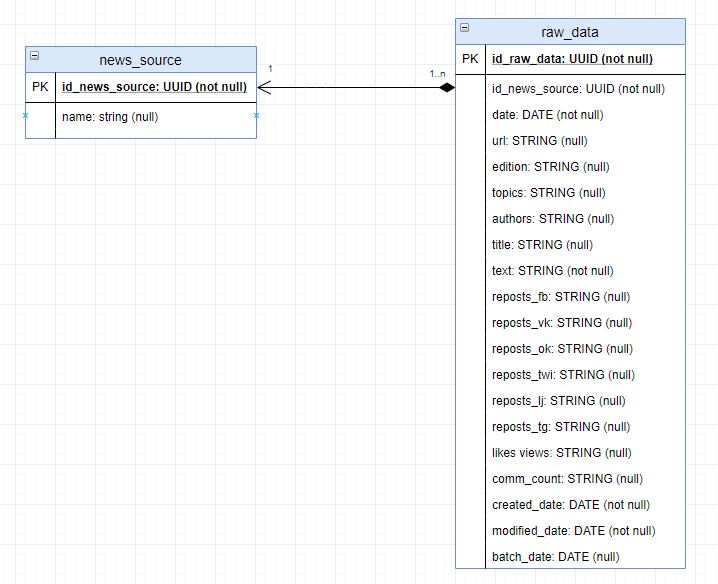 news_source
PK id_news_source: UUID (not null)
name: string (null)
1
1..n
raw_data
PK id_raw_data: UUID (not null)
id_news_source: UUID (not null)
date: DATE (not null)
url: STRING (null)
edition: STRING (null)
topics: STRING (null)
authors: STRING (null)
title: STRING (null)
text: STRING (not null)
reposts_fb: STRING (null)
reposts_vk: STRING (null)
reposts_ok: STRING (null)
reposts_twi: STRING (null)
reposts_lj: STRING (null)
reposts_tg: STRING (null)
likes views: STRING (null)
comm_count: STRING (null)
created_date: DATE (not null)
modified_date: DATE (not null)
batch_date: DATE (null)